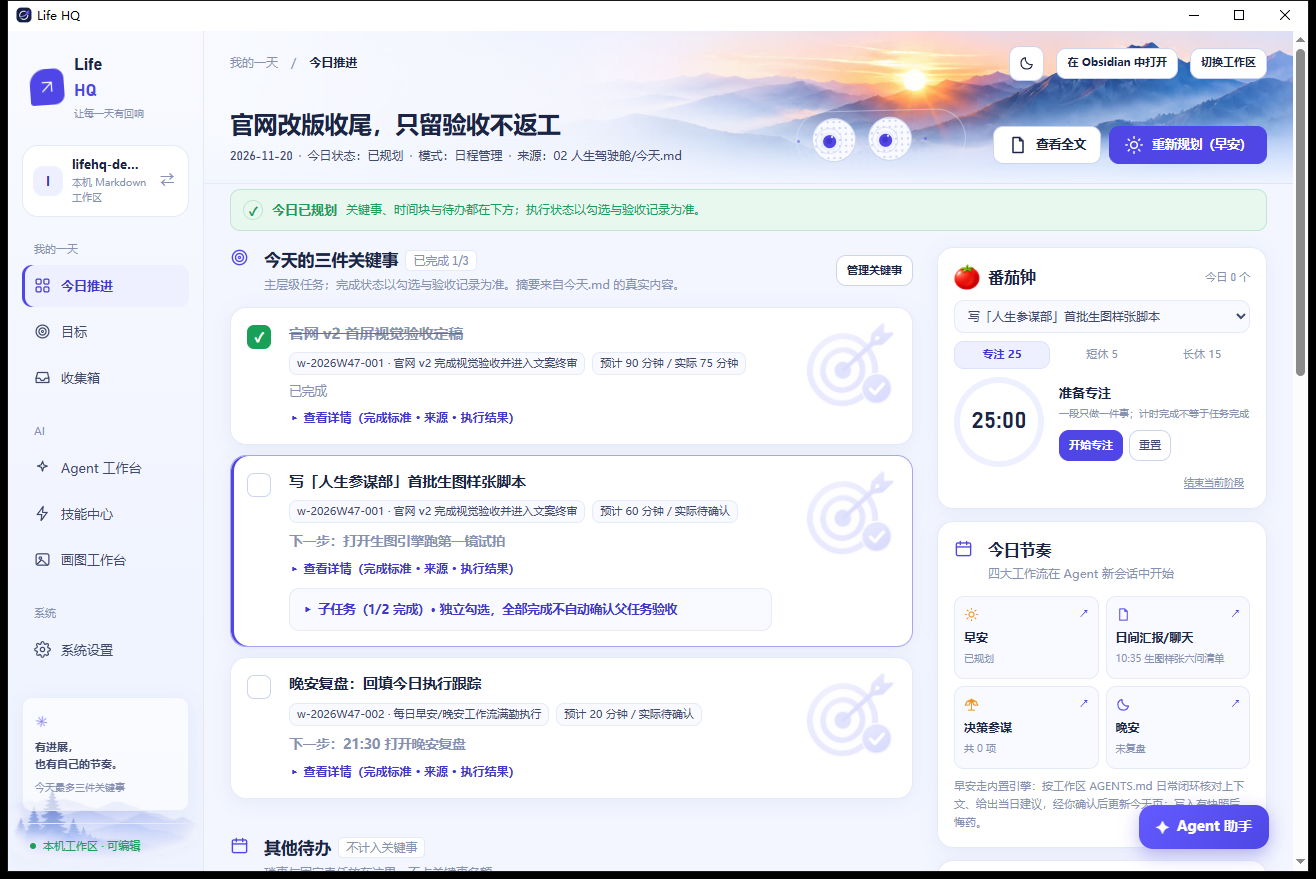 Life HQ
Life
HQ
让每一天有回响
I
lifehq-de...
本机 Markdown
工作区
我的一天
今日推进
目标
收集箱
AI
Agent 工作台
技能中心
画图工作台
系统
系统设置
有进展，
也有自己的节奏。
今天最多三件关键事
本机工作区 · 可编辑
我的一天 / 今日推进
在 Obsidian 中打开
切换工作区
官网改版收尾，只留验收不返工
2026-11-20 · 今日状态：已规划 · 模式：日程管理 · 来源：02 人生驾驶舱/今天.md
查看全文
重新规划（早安）
今日已规划 关键事、时间块与待办都在下方；执行状态以勾选与验收记录为准。
今天的三件关键事 已完成 1/3
主层级任务；完成状态以勾选与验收记录为准。摘要来自今天.md 的真实内容。
管理关键事
官网 v2 首屏视觉验收定稿
w-2026W47-001 · 官网 v2 完成视觉验收并进入文案终审 预计 90 分钟 / 实际 75 分钟
已完成
查看详情（完成标准 • 来源 • 执行结果）
写「人生参谋部」首批生图样张脚本
w-2026W47-001 · 官网 v2 完成视觉验收并进入文案终审 预计 60 分钟 / 实际待确认
下一步：打开生图引擎跑第一镜试拍
查看详情（完成标准 • 来源 • 执行结果）
子任务（1/2 完成）• 独立勾选，全部完成不自动确认父任务验收
晚安复盘：回填今日执行跟踪
w-2026W47-002 · 每日早安/晚安工作流满勤执行 预计 20 分钟 / 实际待确认
下一步：21:30 打开晚安复盘
查看详情（完成标准 • 来源 • 执行结果）
其他待办 不计入关键事
番茄钟 今日 0 个
写「人生参谋部」首批生图样张脚本
专注 25 短休 5 长休 15
25:00
准备专注
一段只做一件事；计时完成不等于任务完成
开始专注 重置
结束当前阶段
今日节奏
四大工作流在 Agent 新会话中开始
早安
已规划
日间汇报/聊天
10:35 生图样张六问清单
决策参谋
共 0 项
晚安
未复盘
早安走内置引擎：按工作区 AGENTS.md 日常闭环核对上下
文、给出当日建议，经你确认后更新今天页；写入有快照后
悔药。
Agent 助手